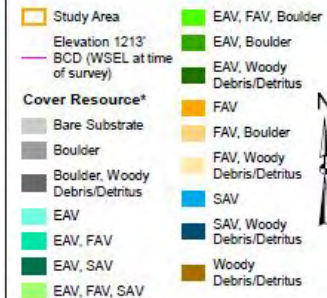 Study Area
Elevation 1213'
BCD (WSEL at time
of survey)
Cover Resource*
Bare Substrate
Boulder
Boulder, Woody
Debris/Detritus
EAV
EAV, FAV
EAV, SAV
EAV, FAV, SAV
EAV, FAV, Boulder
EAV, Boulder
EAV, Woody
Debris/Detritus
FAV
FAV, Boulder
FAV, Woody
Debris/Detritus
SAV
SAV, Woody
Debris/Detritus
Woody
Debris/Detritus
N